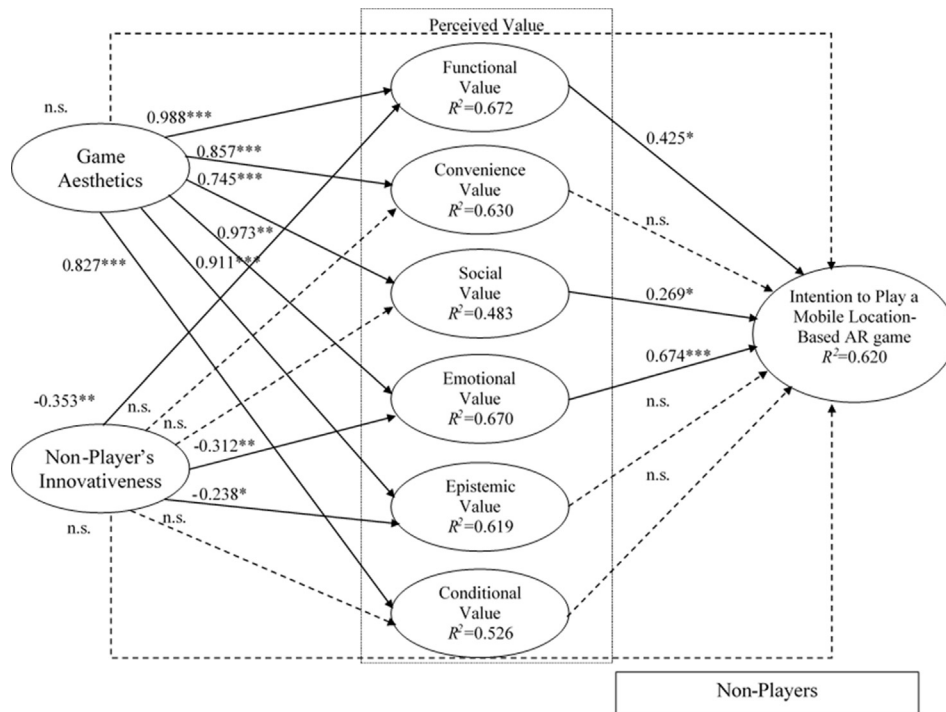 Perceived Value
Functional
Value
R²=0.672
n.s.
0.988***
0.425*
Game
Aesthetics
0.857***
0.745***
Convenience
Value
R²=0.630
n.s.
0.973**
0.911***
0.827***
Social
Value
R²=0.483
0.269*
Intention to Play a
Mobile Location-
Based AR game
R²=0.620
0.674***
Emotional
Value
R²=0.670
n.s.
-0.353**
n.s.
n.s.
-0.312**
Non-Player's
Innovativeness
n.s.
-0.238*
Epistemic
Value
R²=0.619
n.s.
n.s.
Conditional
Value
R²=0.526
Non-Players